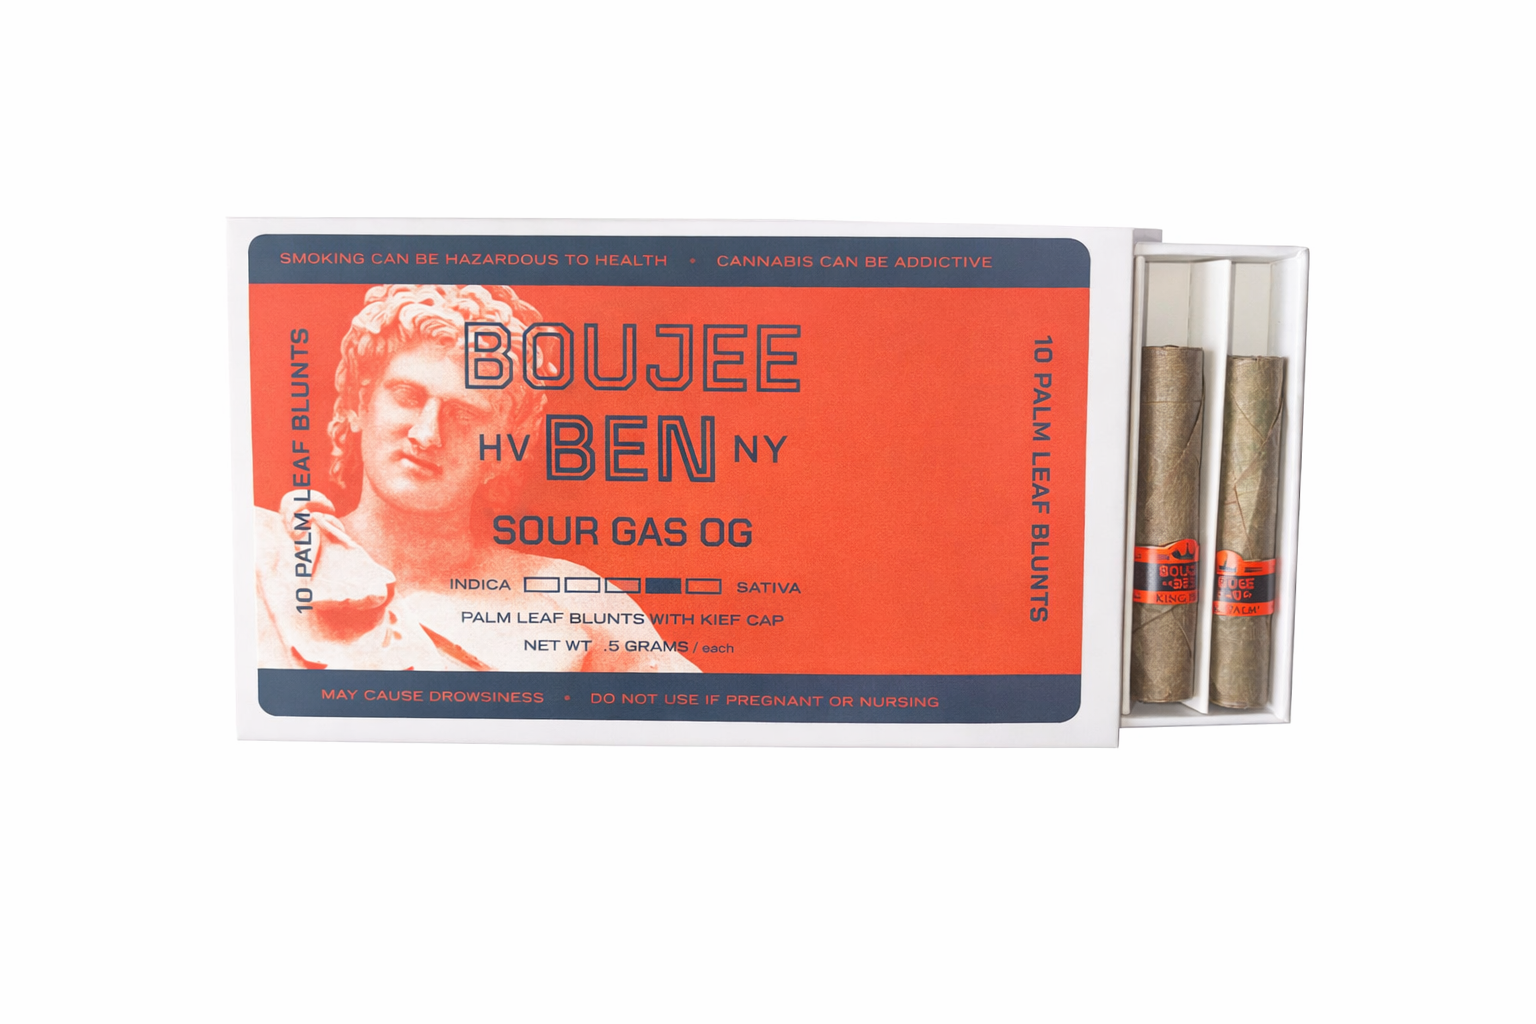 SMOKING CAN BE HAZARDOUS TO HEALTH • CANNABIS CAN BE ADDICTIVE
10 PALM LEAF BLUNTS
BOUJEE
HV BEN NY
SOUR GAS OG
INDICA SATIVA
PALM LEAF BLUNTS WITH KIEF CAP
NET WT .5 GRAMS / each
10 PALM LEAF BLUNTS
MAY CAUSE DROWSINESS • DO NOT USE IF PREGNANT OR NURSING
KING
PALM